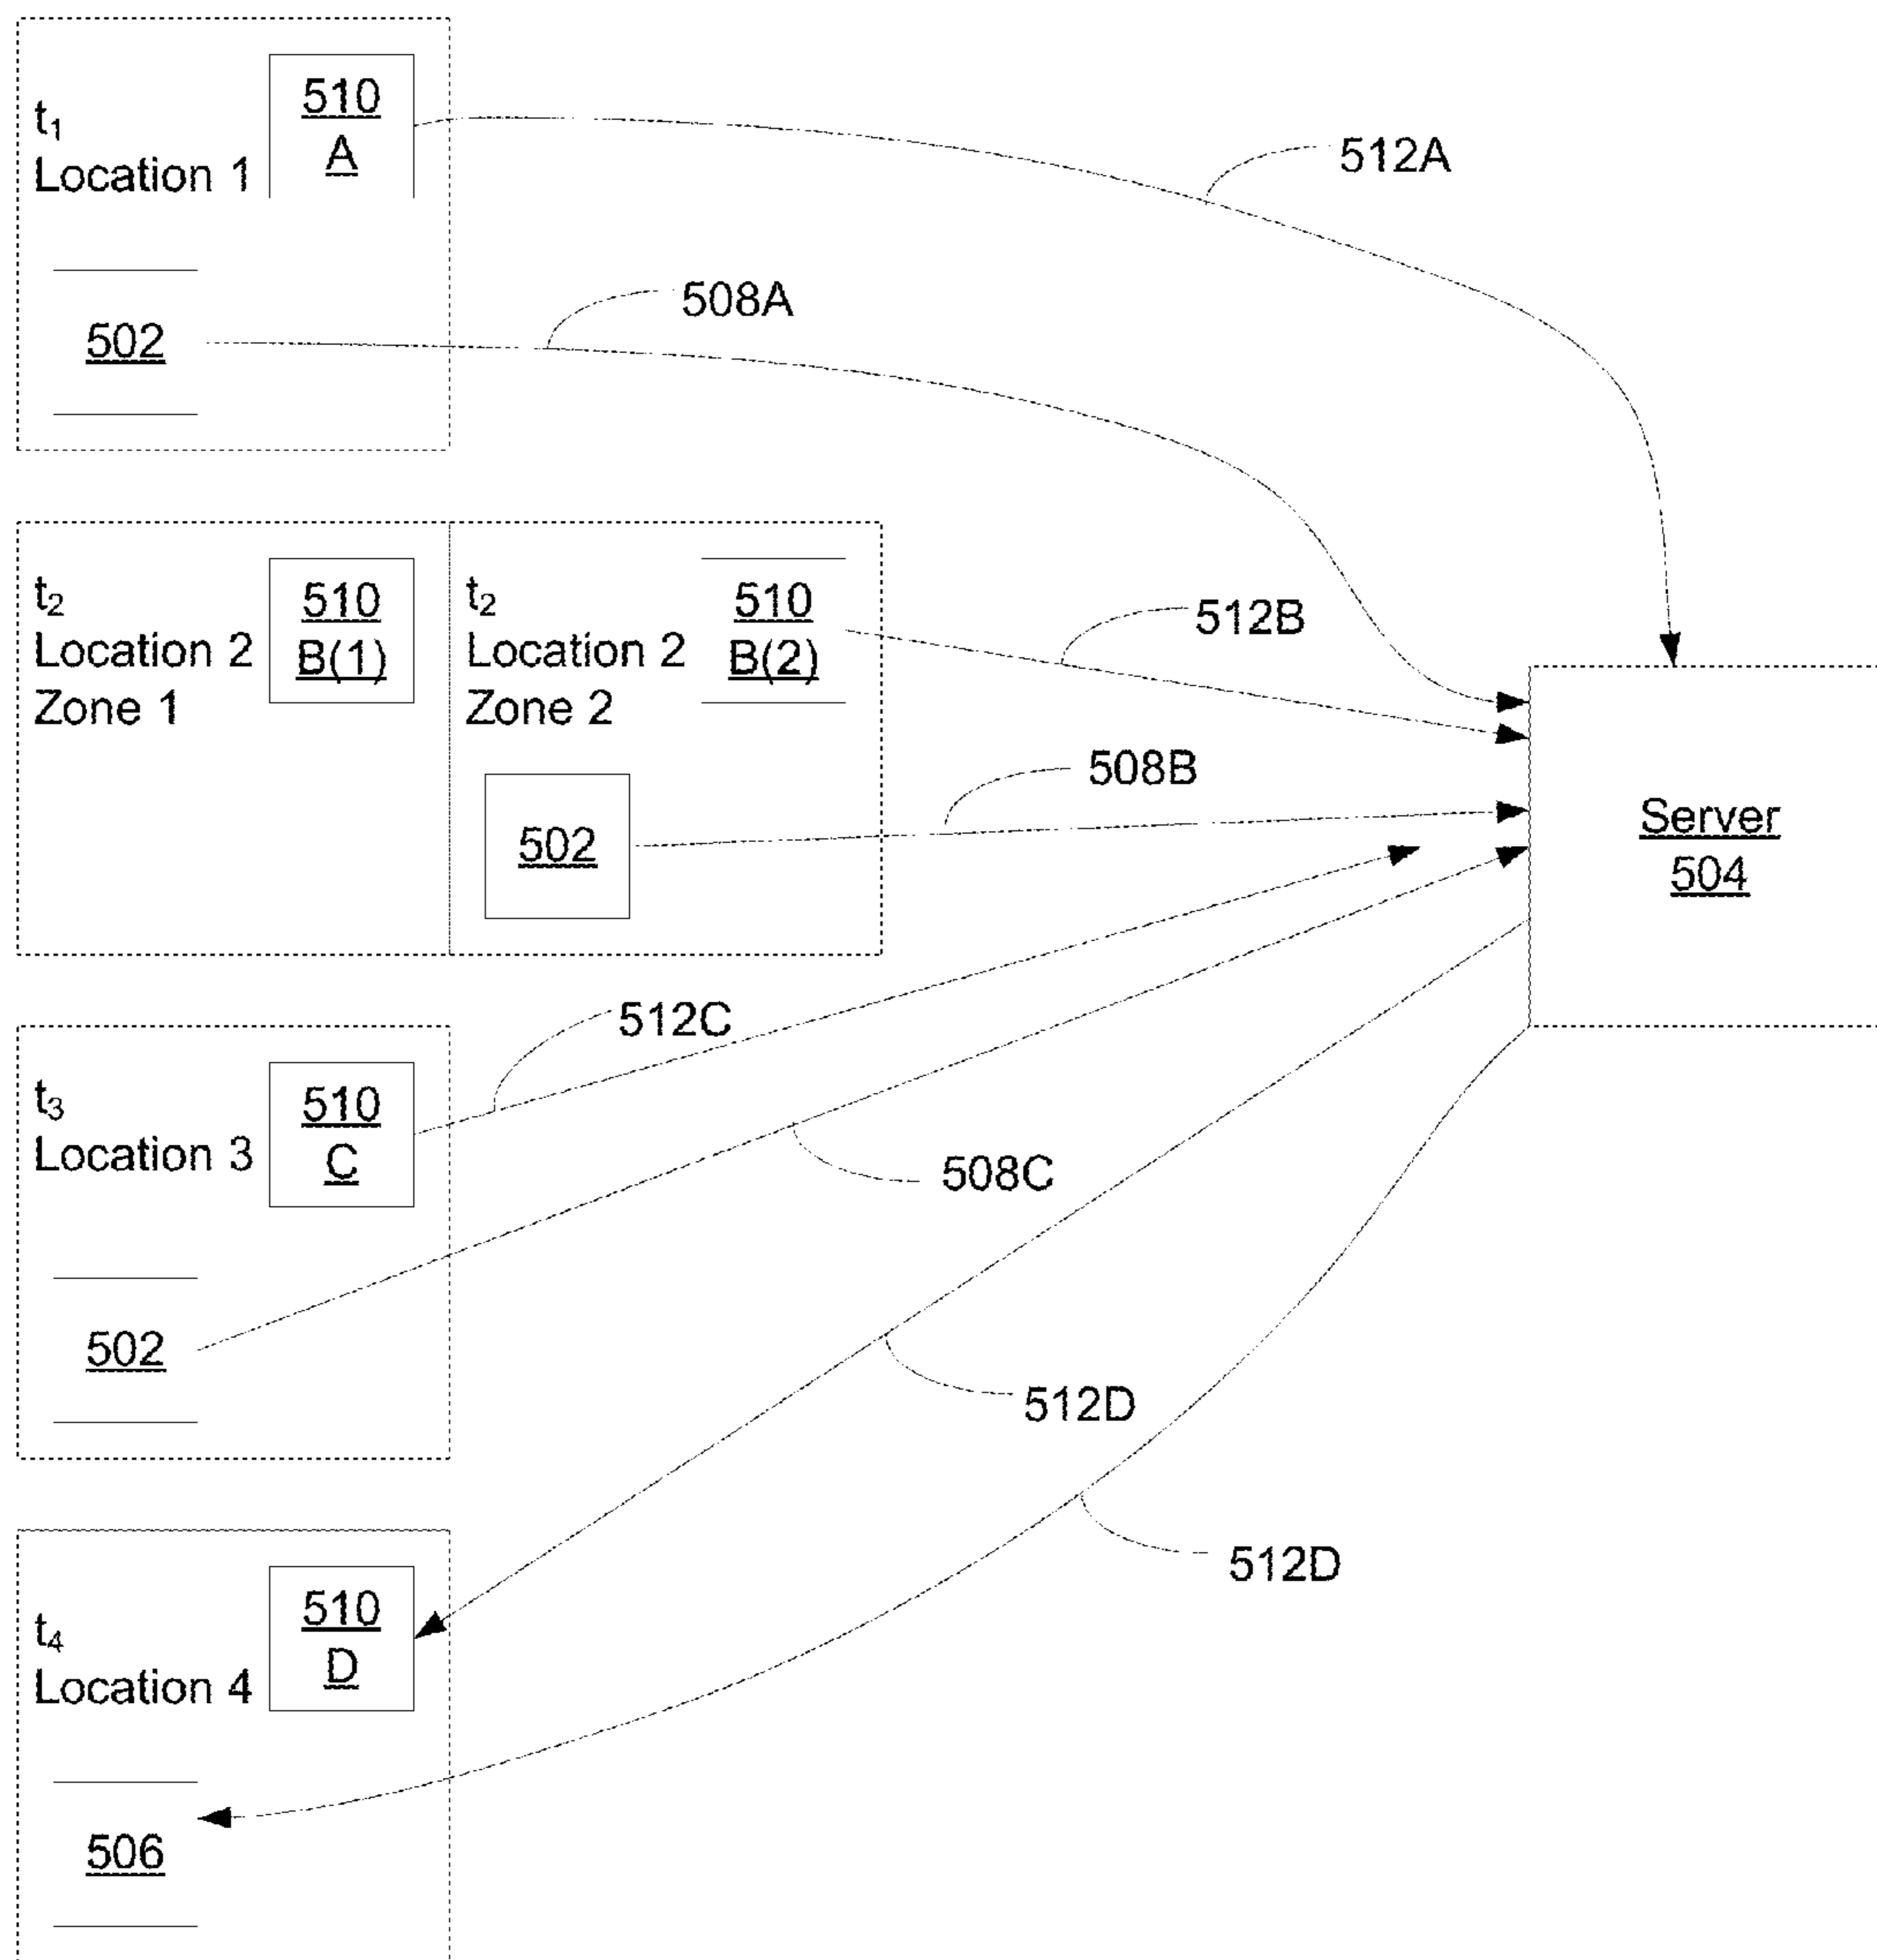 510
A
t₁
Location 1
512A
508A
502
t₂
Location 2
Zone 1
510
B(1)
t₂
Location 2
Zone 2
510
B(2)
512B
508B
502
Server
504
512C
t₃
Location 3
510
C
508C
502
512D
512D
t₄
Location 4
510
D
506